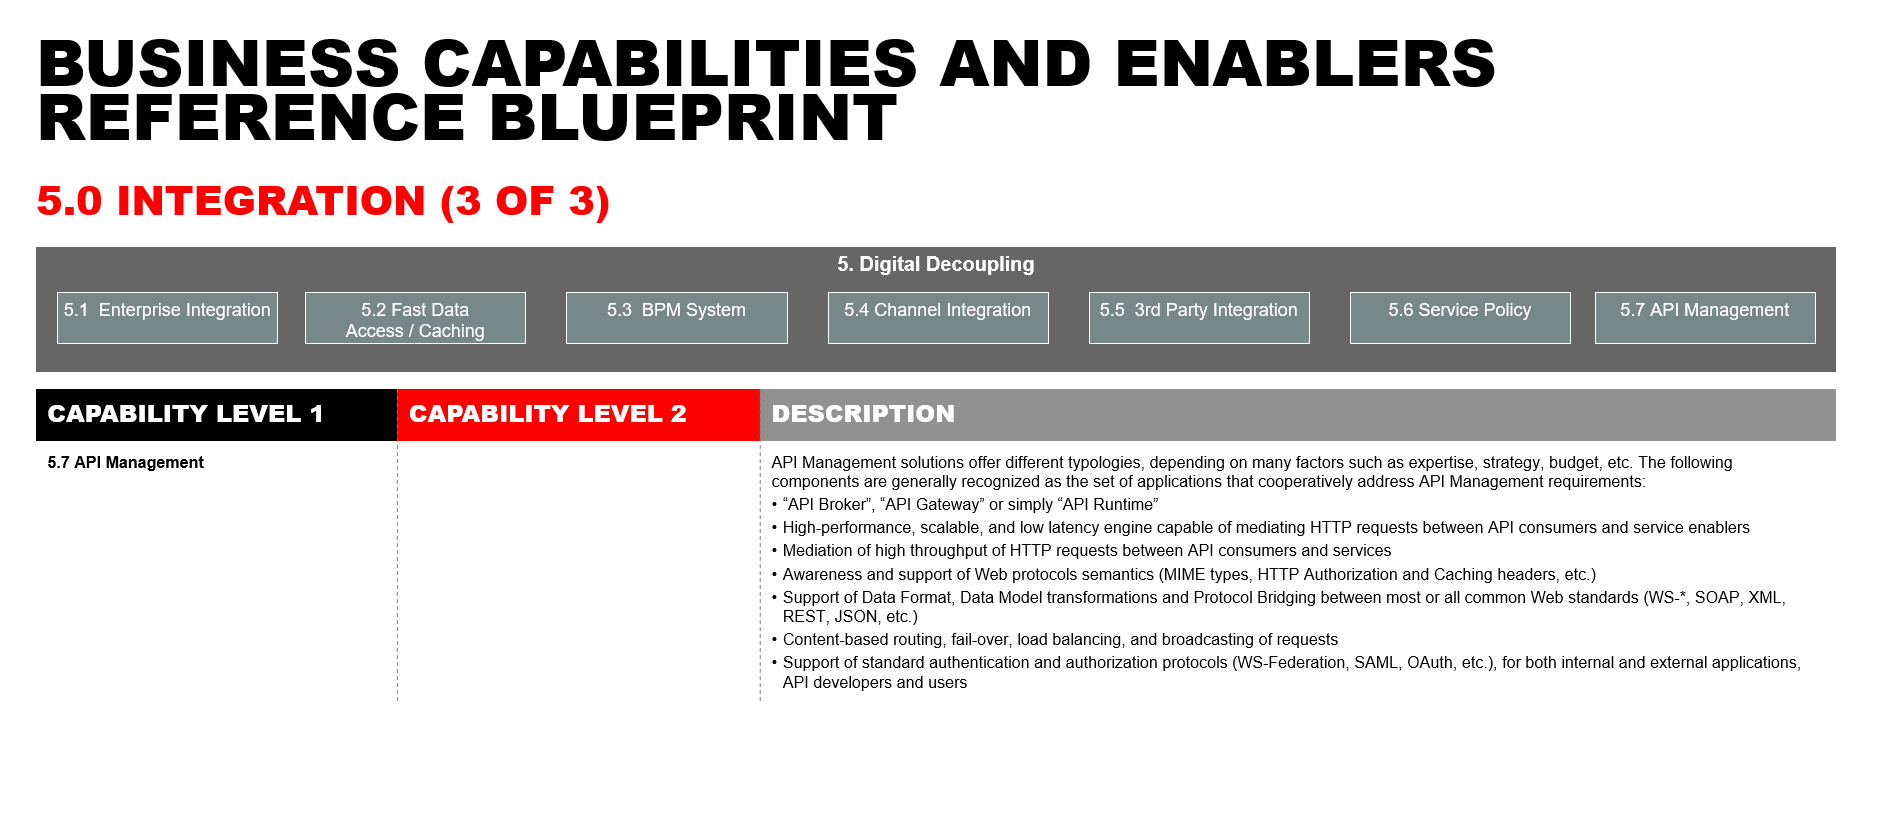 BUSINESS CAPABILITIES AND ENABLERS
REFERENCE BLUEPRINT
5.0 INTEGRATION (3 OF 3)
5. Digital Decoupling
5.1  Enterprise Integration
5.2 Fast Data
Access / Caching
5.3  BPM System
5.4 Channel Integration
5.5  3rd Party Integration
5.6 Service Policy
5.7 API Management
CAPABILITY LEVEL 1
CAPABILITY LEVEL 2
DESCRIPTION
5.7 API Management
API Management solutions offer different typologies, depending on many factors such as expertise, strategy, budget, etc. The following
components are generally recognized as the set of applications that cooperatively address API Management requirements:
• “API Broker”, “API Gateway” or simply “API Runtime”
• High-performance, scalable, and low latency engine capable of mediating HTTP requests between API consumers and service enablers
• Mediation of high throughput of HTTP requests between API consumers and services
• Awareness and support of Web protocols semantics (MIME types, HTTP Authorization and Caching headers, etc.)
• Support of Data Format, Data Model transformations and Protocol Bridging between most or all common Web standards (WS-*, SOAP, XML,
REST, JSON, etc.)
• Content-based routing, fail-over, load balancing, and broadcasting of requests
• Support of standard authentication and authorization protocols (WS-Federation, SAML, OAuth, etc.), for both internal and external applications,
API developers and users